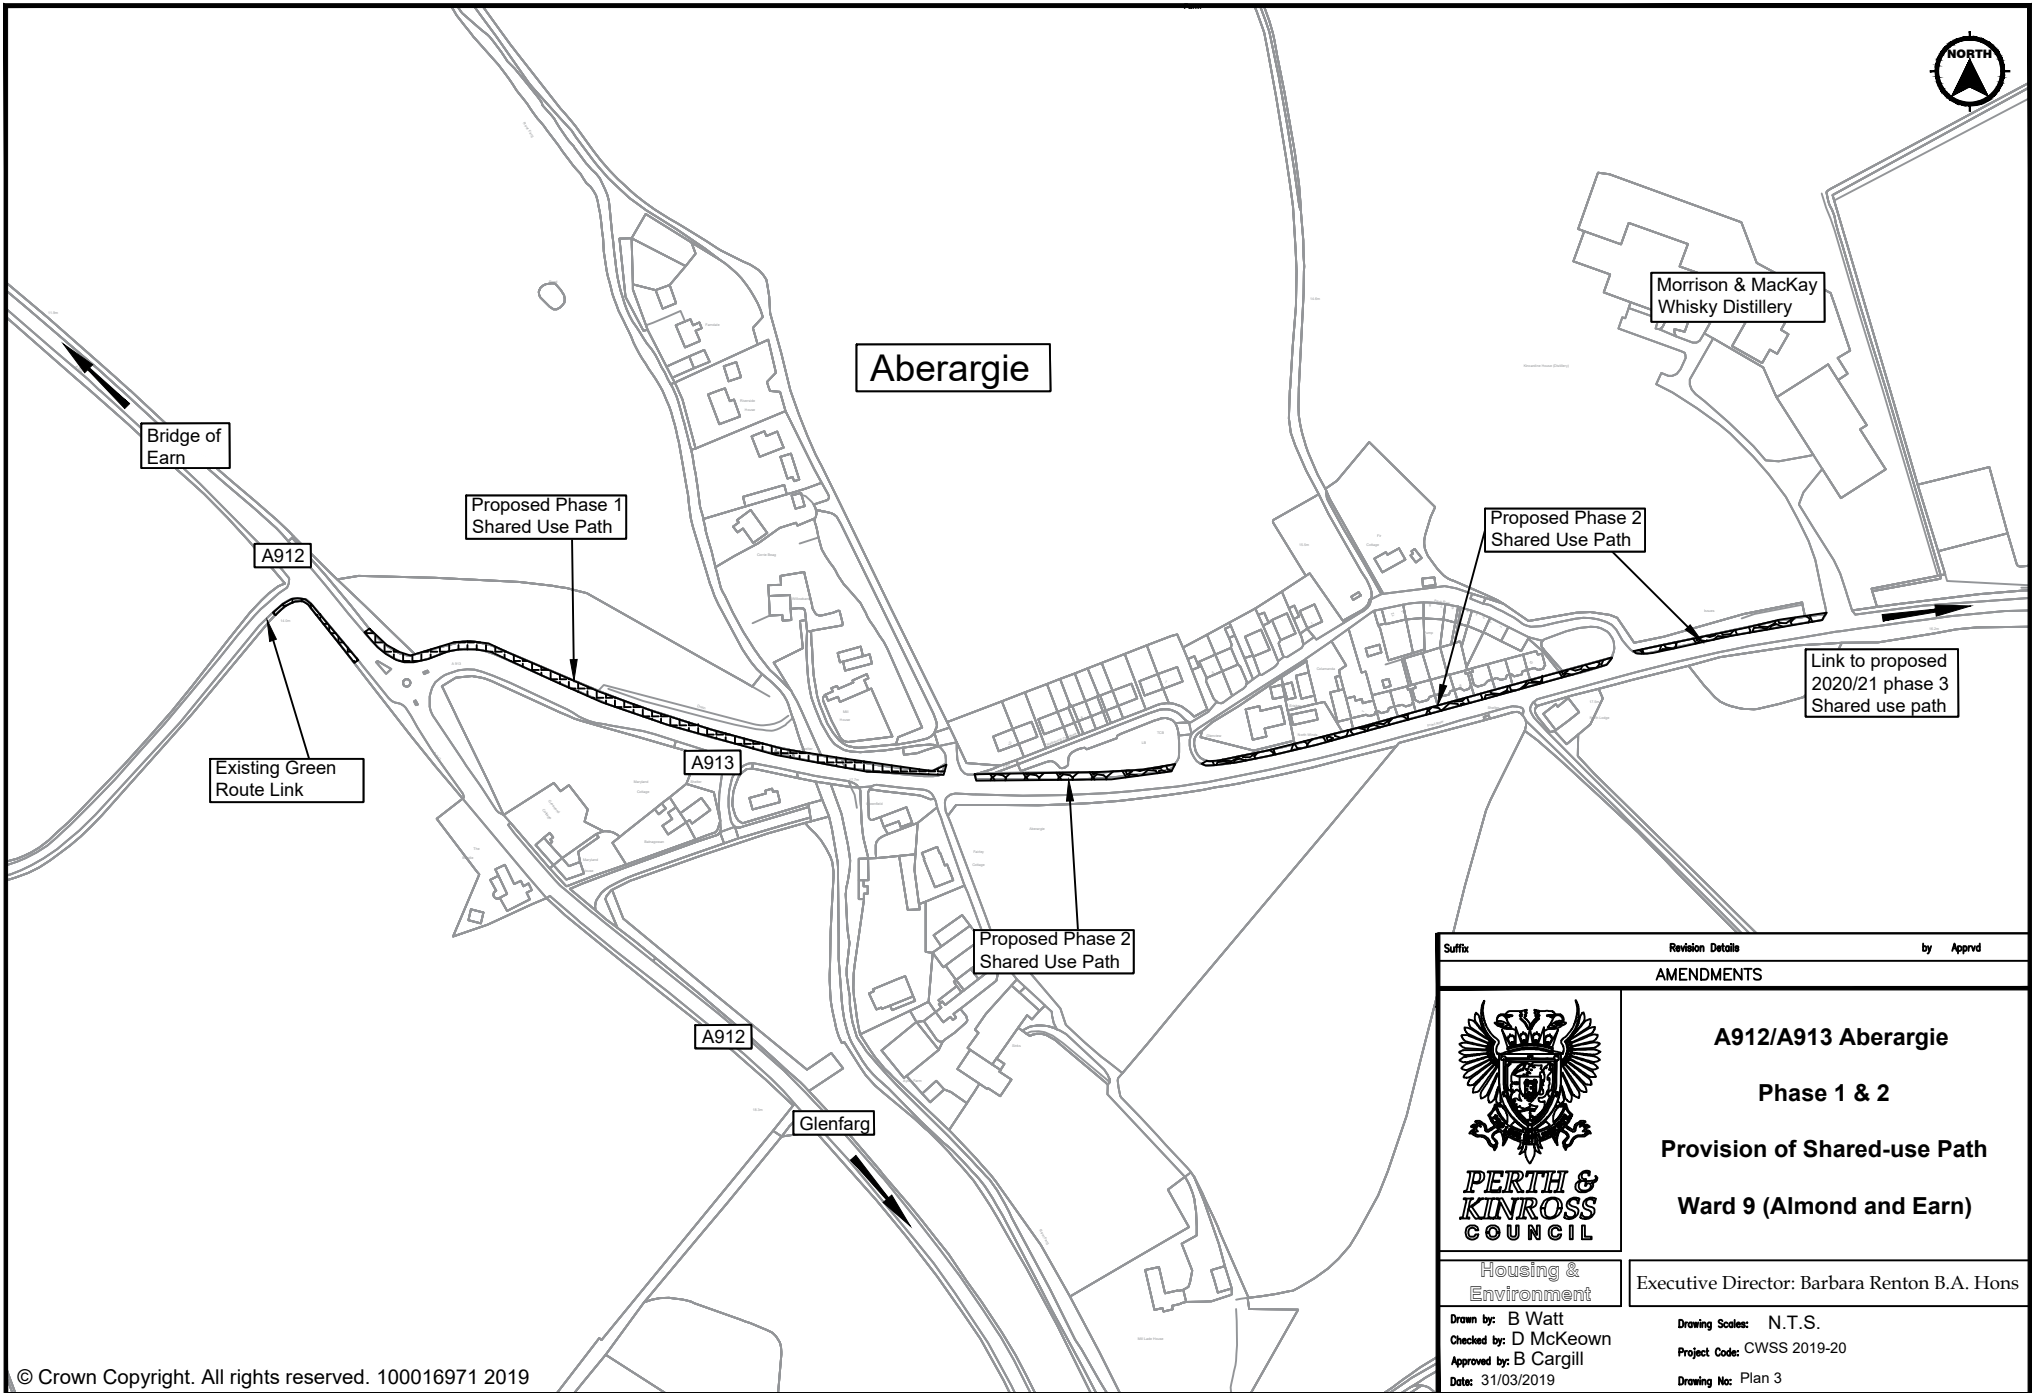 NORTH
Morrison & MacKay
Whisky Distillery
Aberargie
Bridge of
Earn
Proposed Phase 1
Shared Use Path
Proposed Phase 2
Shared Use Path
A912
Link to proposed
2020/21 phase 3
Shared use path
Existing Green
Route Link
A913
Proposed Phase 2
Shared Use Path
A912
Glenfarg
Suffix Revision Details by Apprvd
AMENDMENTS
A912/A913 Aberargie
Phase 1 & 2
Provision of Shared-use Path
Ward 9 (Almond and Earn)
PERTH &
KINROSS
COUNCIL
Housing &
Environment
Executive Director: Barbara Renton B.A. Hons
Drawn by: B Watt
Checked by: D McKeown
Approved by: B Cargill
Date: 31/03/2019
Drawing Scales: N.T.S.
Project Code: CWSS 2019-20
Drawing No: Plan 3
© Crown Copyright. All rights reserved. 100016971 2019